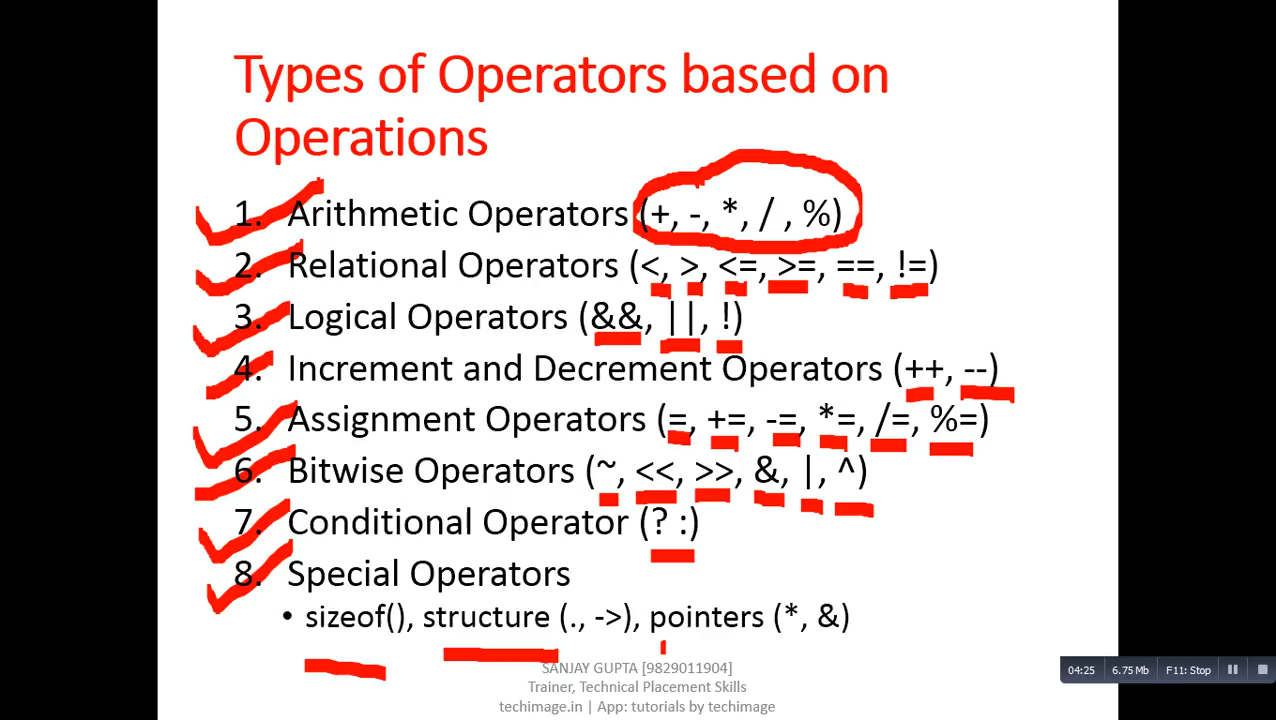 Types of Operators based on
Operations
1. Arithmetic Operators (+, -, *, / , %)
2. Relational Operators (<, >, <=, >=, ==, !=)
3. Logical Operators (&&, ||, !)
4. Increment and Decrement Operators (++, --)
5. Assignment Operators (=, +=, -=, *=, /=, %=)
6. Bitwise Operators (~, <<, >>, &, |, ^)
7. Conditional Operator (? :)
8. Special Operators
• sizeof(), structure (., ->), pointers (*, &)
SANJAY GUPTA [9829011904]
Trainer, Technical Placement Skills
techimage.in | App: tutorials by techimage
04:25 6.75 Mb F11: Stop